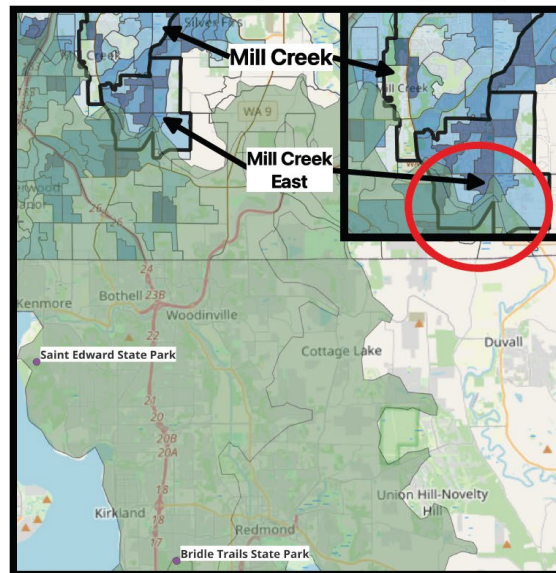 Silver Firs
Mill Creek
Mill Creek
WA 9
Mill Creek
East
26
26
24
Bothell
23B
Kenmore
Woodinville
22
Duvall
Cottage Lake
Saint Edward State Park
21
20
20B
20A
Union Hill-Novelty
Hill
18
Kirkland
18
Redmond
17
Bridle Trails State Park